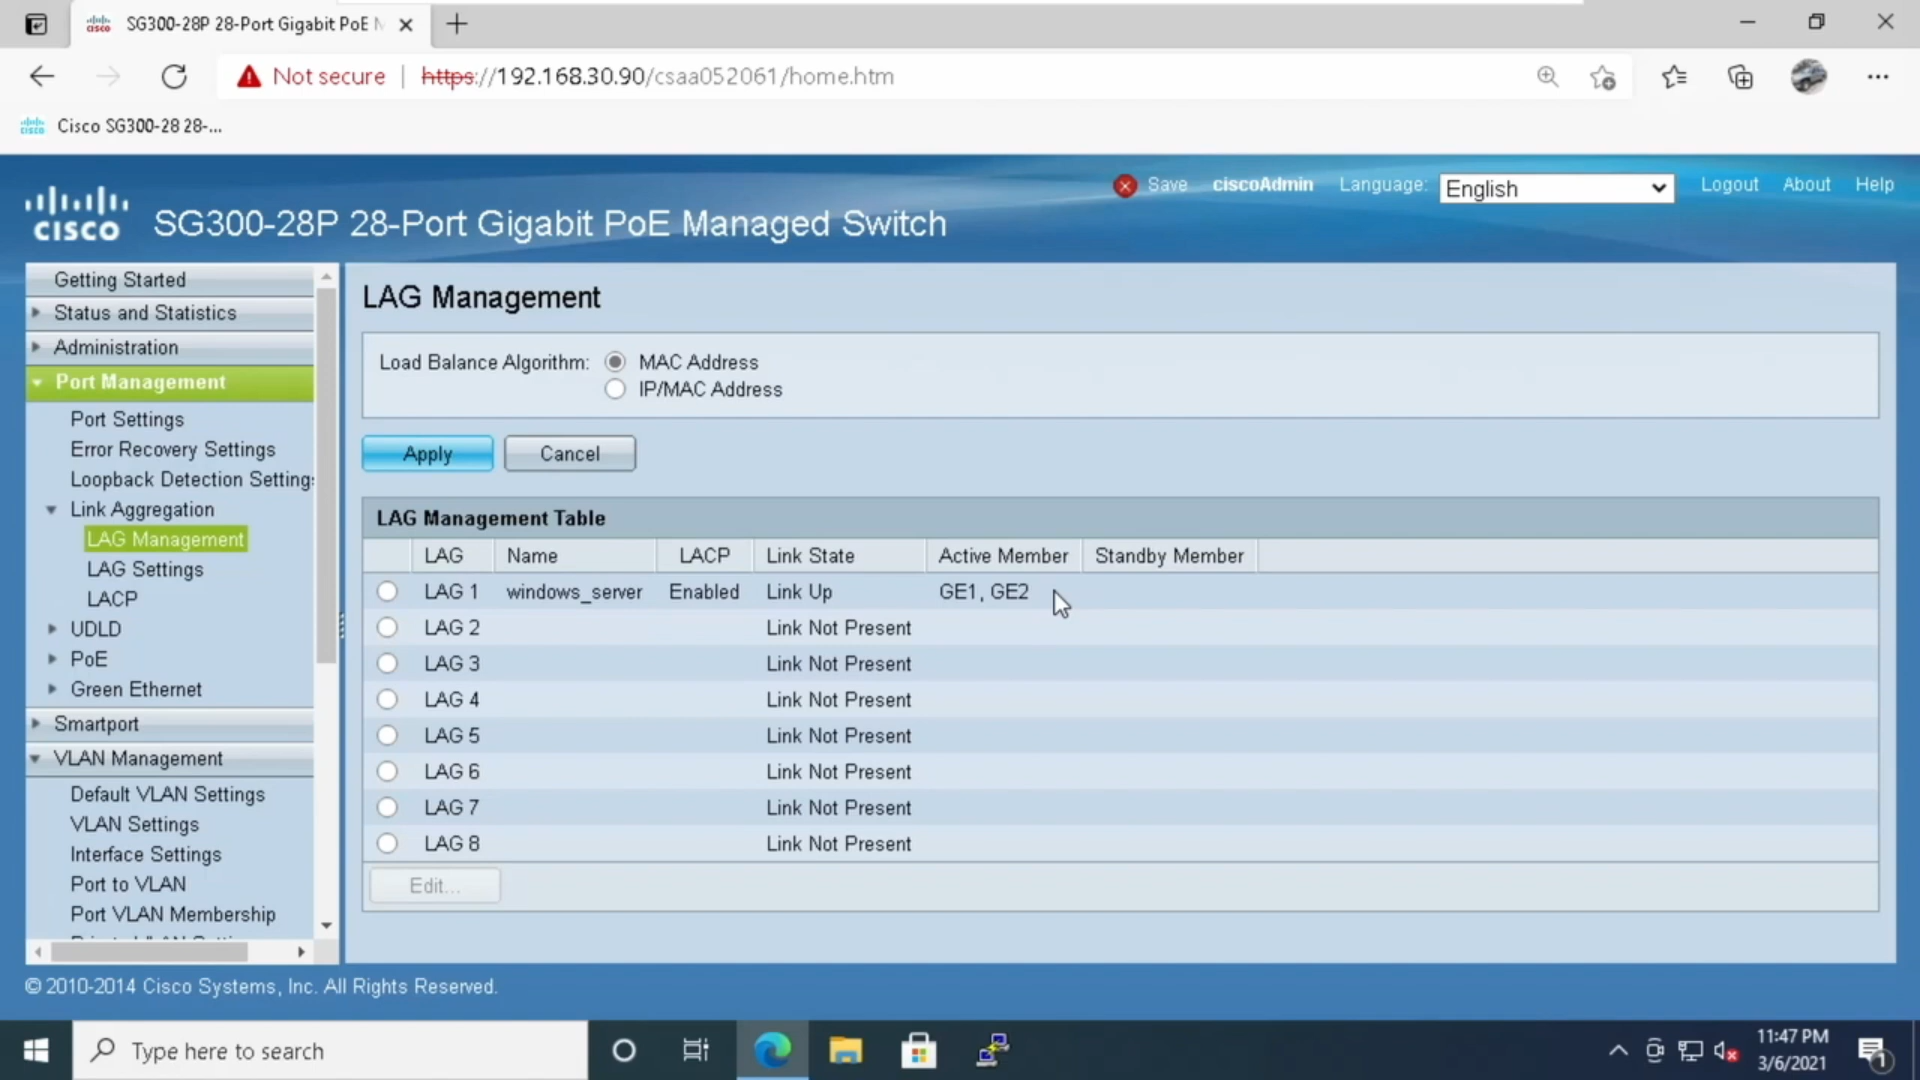 SG300-28P 28-Port Gigabit PoE M
Not secure | https://192.168.30.90/csaa052061/home.htm
Cisco SG300-28 28-...
Save ciscoAdmin Language: English Logout About Help
CISCO SG300-28P 28-Port Gigabit PoE Managed Switch
Getting Started
Status and Statistics
Administration
Port Management
Port Settings
Error Recovery Settings
Loopback Detection Settings
Link Aggregation
LAG Management
LAG Settings
LACP
UDLD
PoE
Green Ethernet
Smartport
VLAN Management
Default VLAN Settings
VLAN Settings
Interface Settings
Port to VLAN
Port VLAN Membership
LAG Management
Load Balance Algorithm: MAC Address
IP/MAC Address
Apply Cancel
LAG Management Table
LAG Name LACP Link State Active Member Standby Member
LAG 1 windows_server Enabled Link Up GE1, GE2
LAG 2 Link Not Present
LAG 3 Link Not Present
LAG 4 Link Not Present
LAG 5 Link Not Present
LAG 6 Link Not Present
LAG 7 Link Not Present
LAG 8 Link Not Present
Edit...
© 2010-2014 Cisco Systems, Inc. All Rights Reserved.
Type here to search
11:47 PM
3/6/2021
1